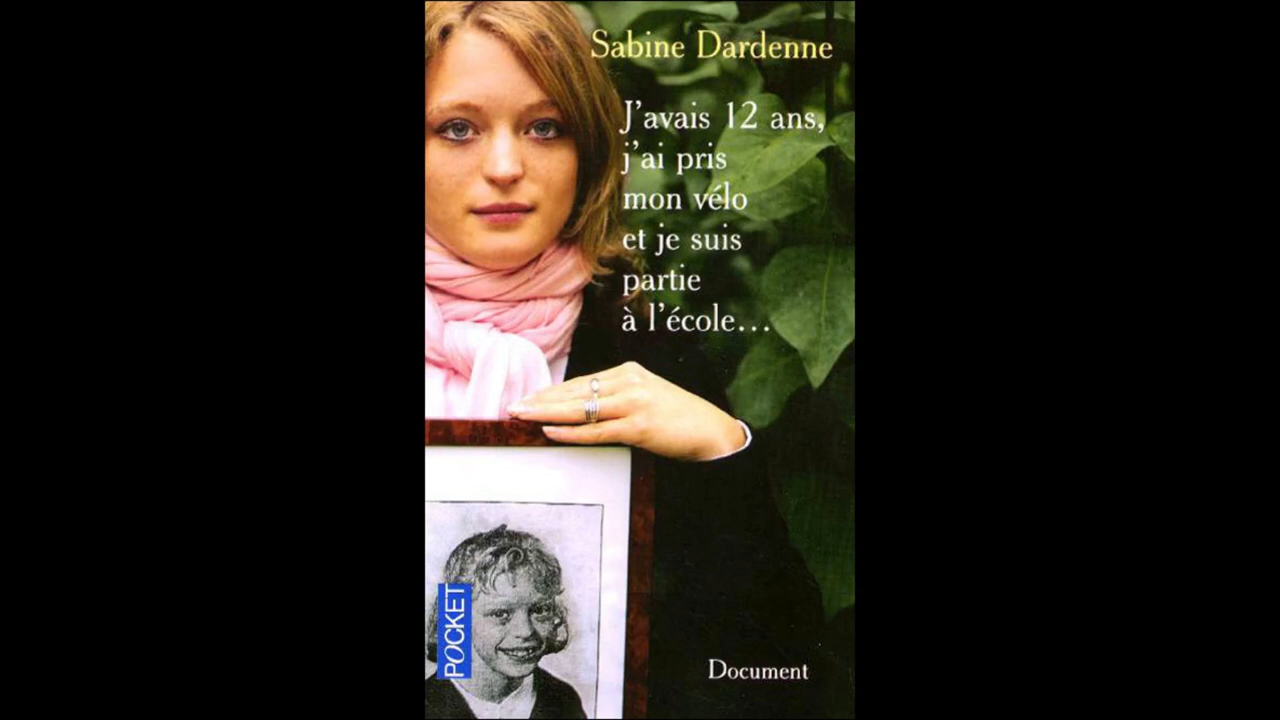 Sabine Dardenne
J'avais 12 ans,
j'ai pris
mon vélo
et je suis
partie
à l'école...
POCKET
Document